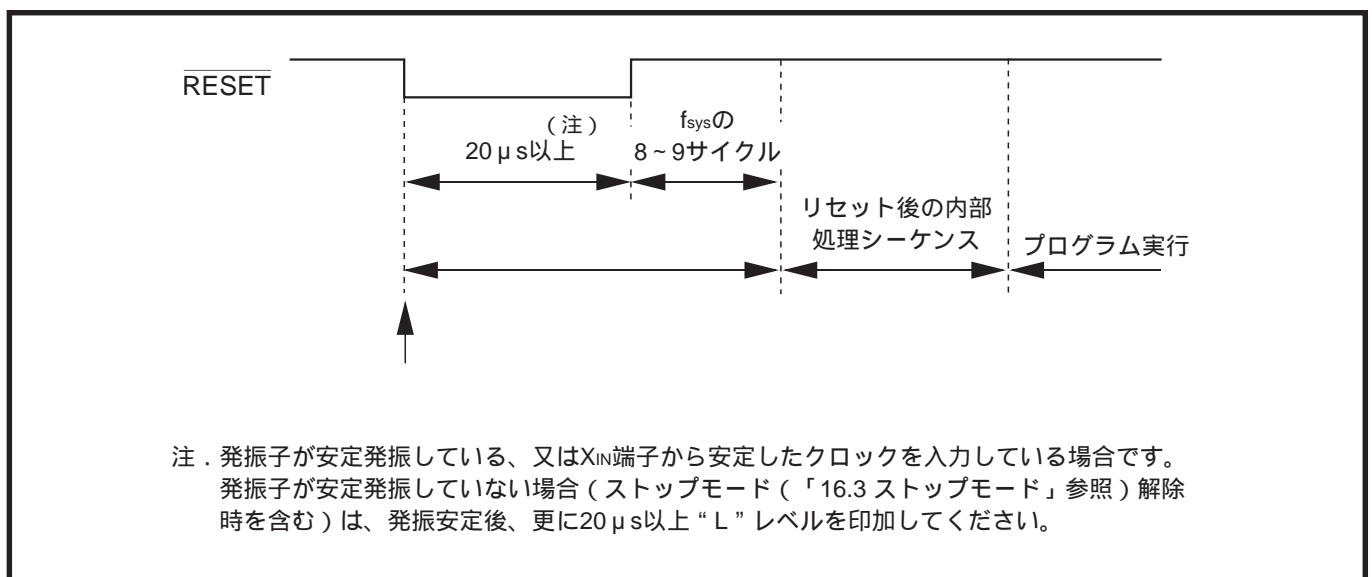 RESET
(注)
20μs以上
fsysの
8~9サイクル
リセット後の内部
処理シーケンス
プログラム実行
注．発振子が安定発振している、又はXIN端子から安定したクロックを入力している場合です。
発振子が安定発振していない場合(ストップモード(「16.3 ストップモード」参照)解除
時を含む)は、発振安定後、更に20μs以上“L”レベルを印加してください。